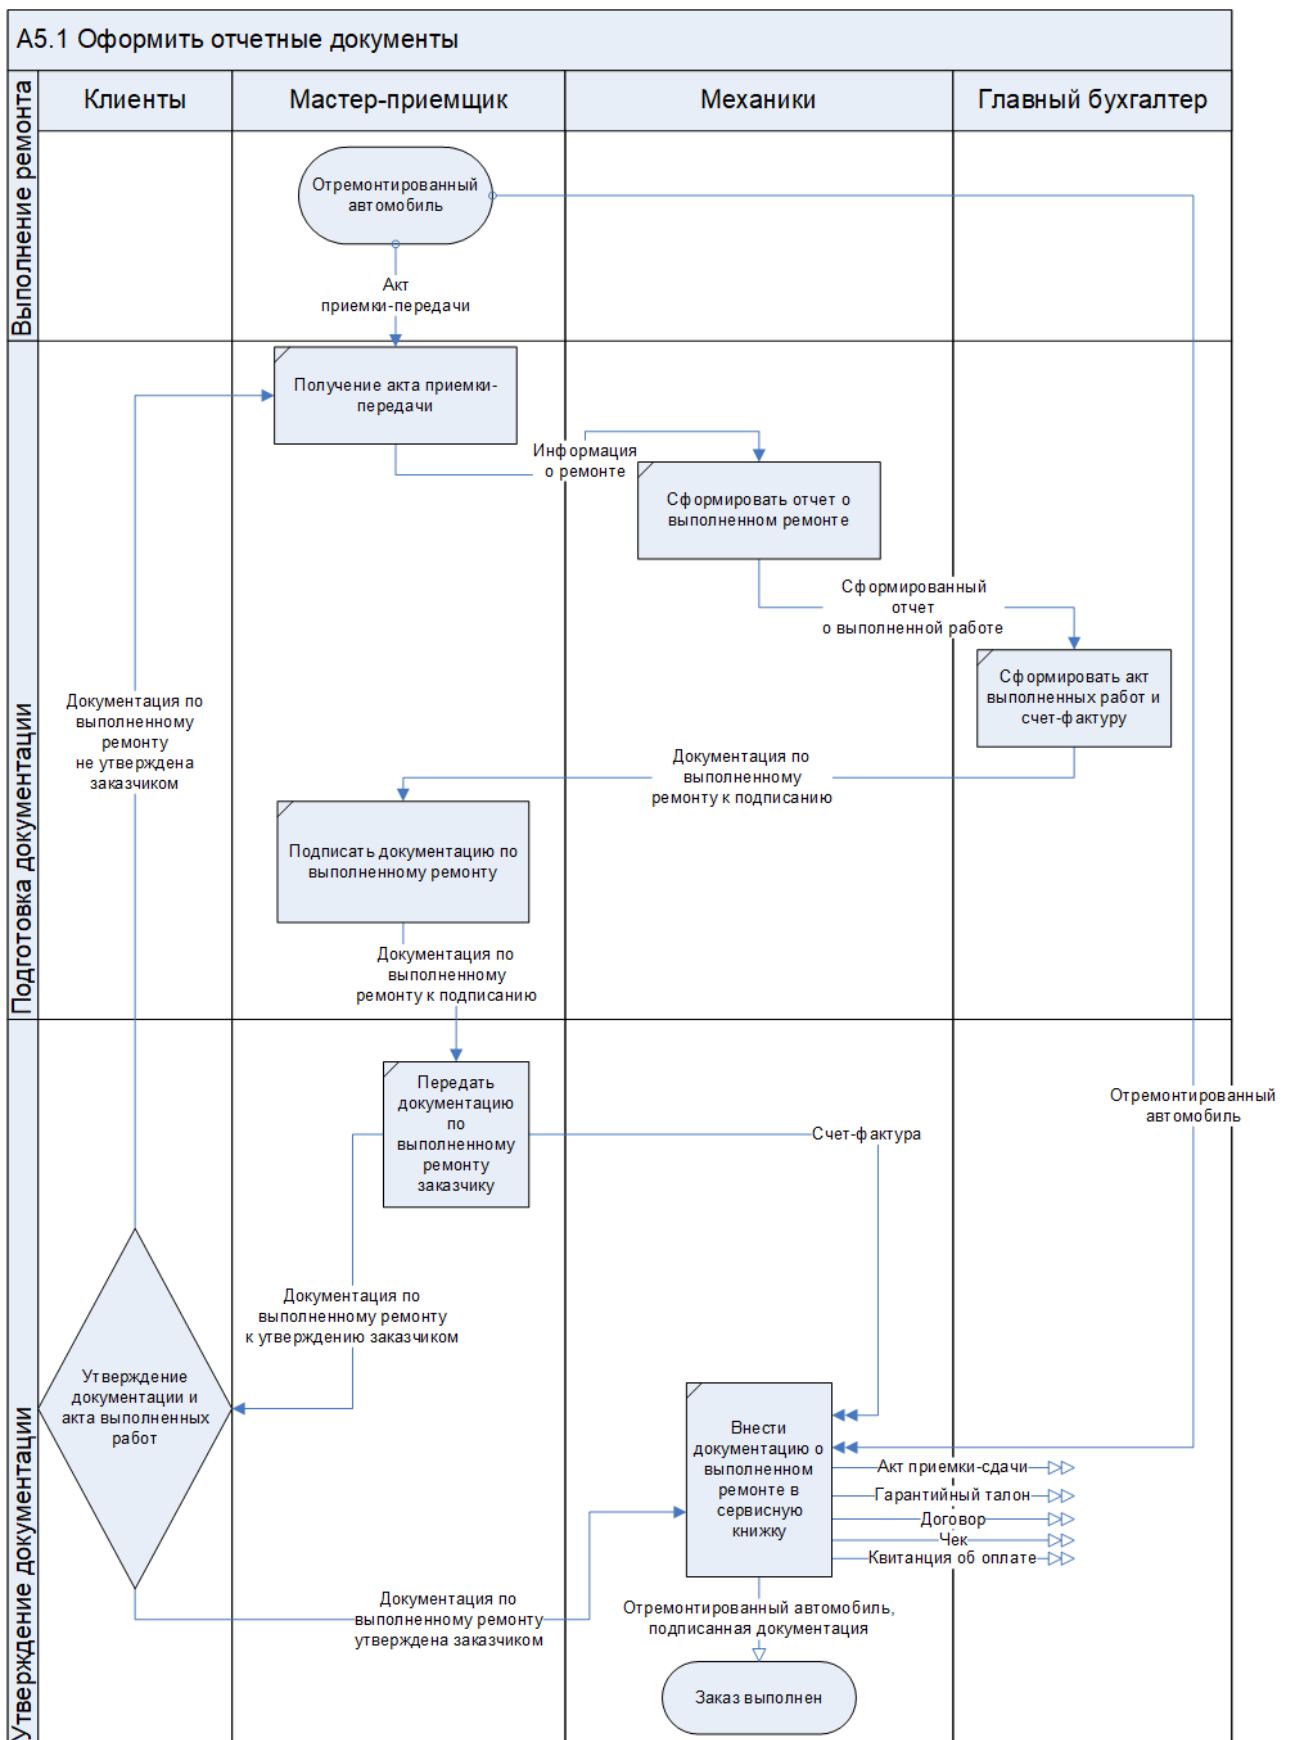 А5.1 Оформить отчетные документы
Клиенты
Мастер-приемщик
Механики
Главный бухгалтер
Выполнение ремонта
Отремонтированный
автомобиль
Акт
приемки-передачи
Подготовка документации
Получение акта приемки-
передачи
Информация
о ремонте
Сформировать отчет о
выполненном ремонте
Сформированный
отчет
о выполненной работе
Сформировать акт
выполненных работ и
счет-фактуру
Документация по
выполненному
ремонту
не утверждена
заказчиком
Документация по
выполненному
ремонту к подписанию
Подписать документацию по
выполненному ремонту
Документация по
выполненному
ремонту к подписанию
Утверждение документации
Передать
документацию
по
выполненному
ремонту
заказчику
Отремонтированный
автомобиль
Счет-фактура
Документация по
выполненному ремонту
к утверждению заказчиком
Утверждение
документации и
акта выполненных
работ
Внести
документацию о
выполненном
ремонте в
сервисную
книжку
Акт приемки-сдачи
Гарантийный талон
Договор
Чек
Квитанция об оплате
Документация по
выполненному ремонту
утверждена заказчиком
Отремонтированный автомобиль,
подписанная документация
Заказ выполнен